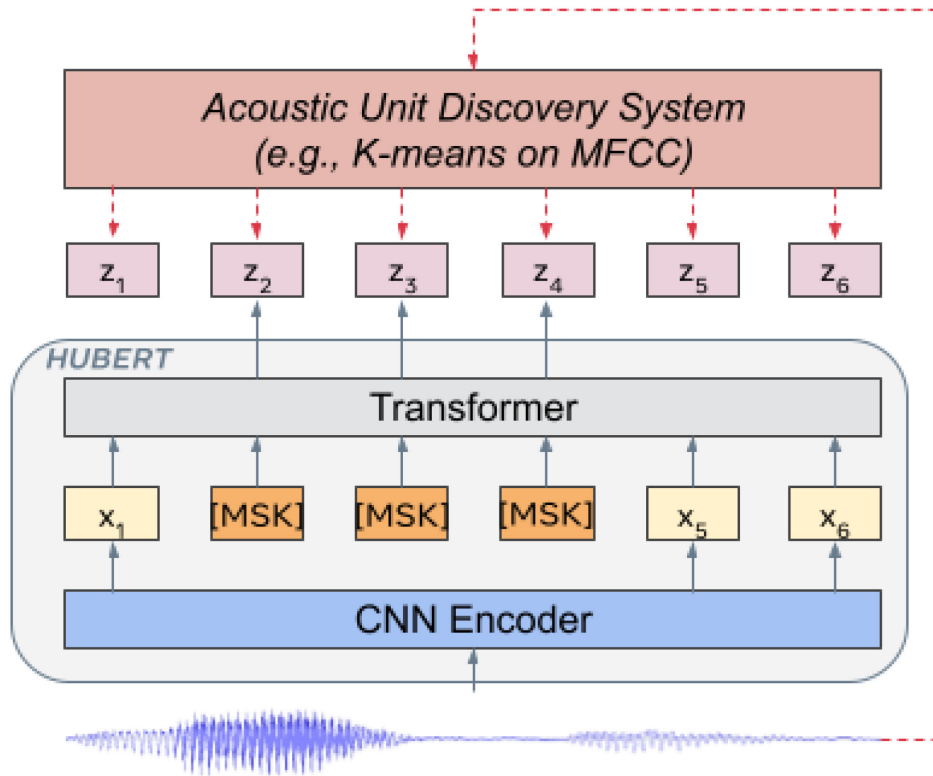 Acoustic Unit Discovery System
(e.g., K-means on MFCC)
z₁ z₂ z₃ z₄ z₅ z₆
HUBERT
Transformer
x₁ [MSK] [MSK] [MSK] x₅ x₆
CNN Encoder